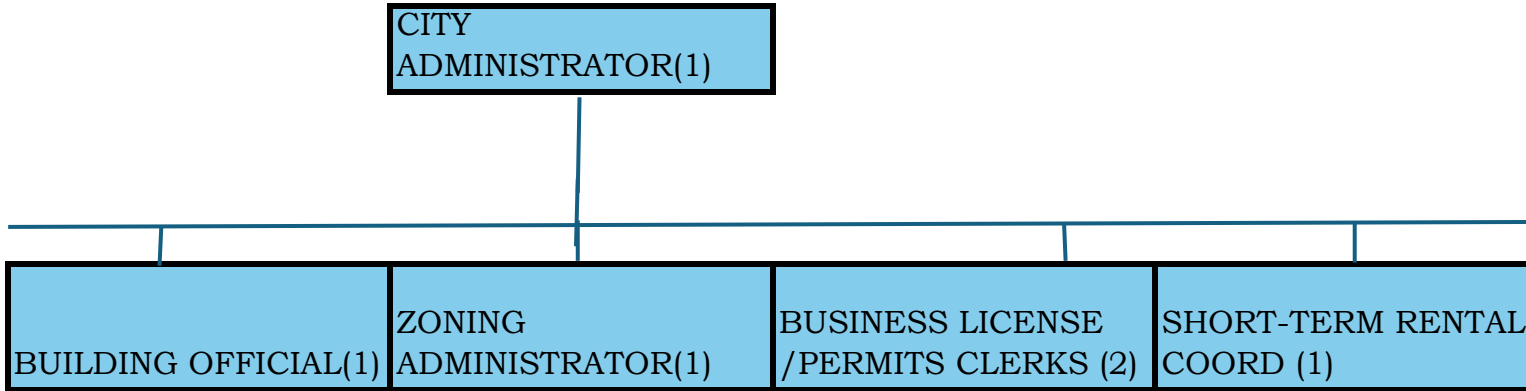 CITY
ADMINISTRATOR(1)
BUILDING OFFICIAL(1)
ZONING
ADMINISTRATOR(1)
BUSINESS LICENSE
/PERMITS CLERKS (2)
SHORT-TERM RENTAL
COORD (1)